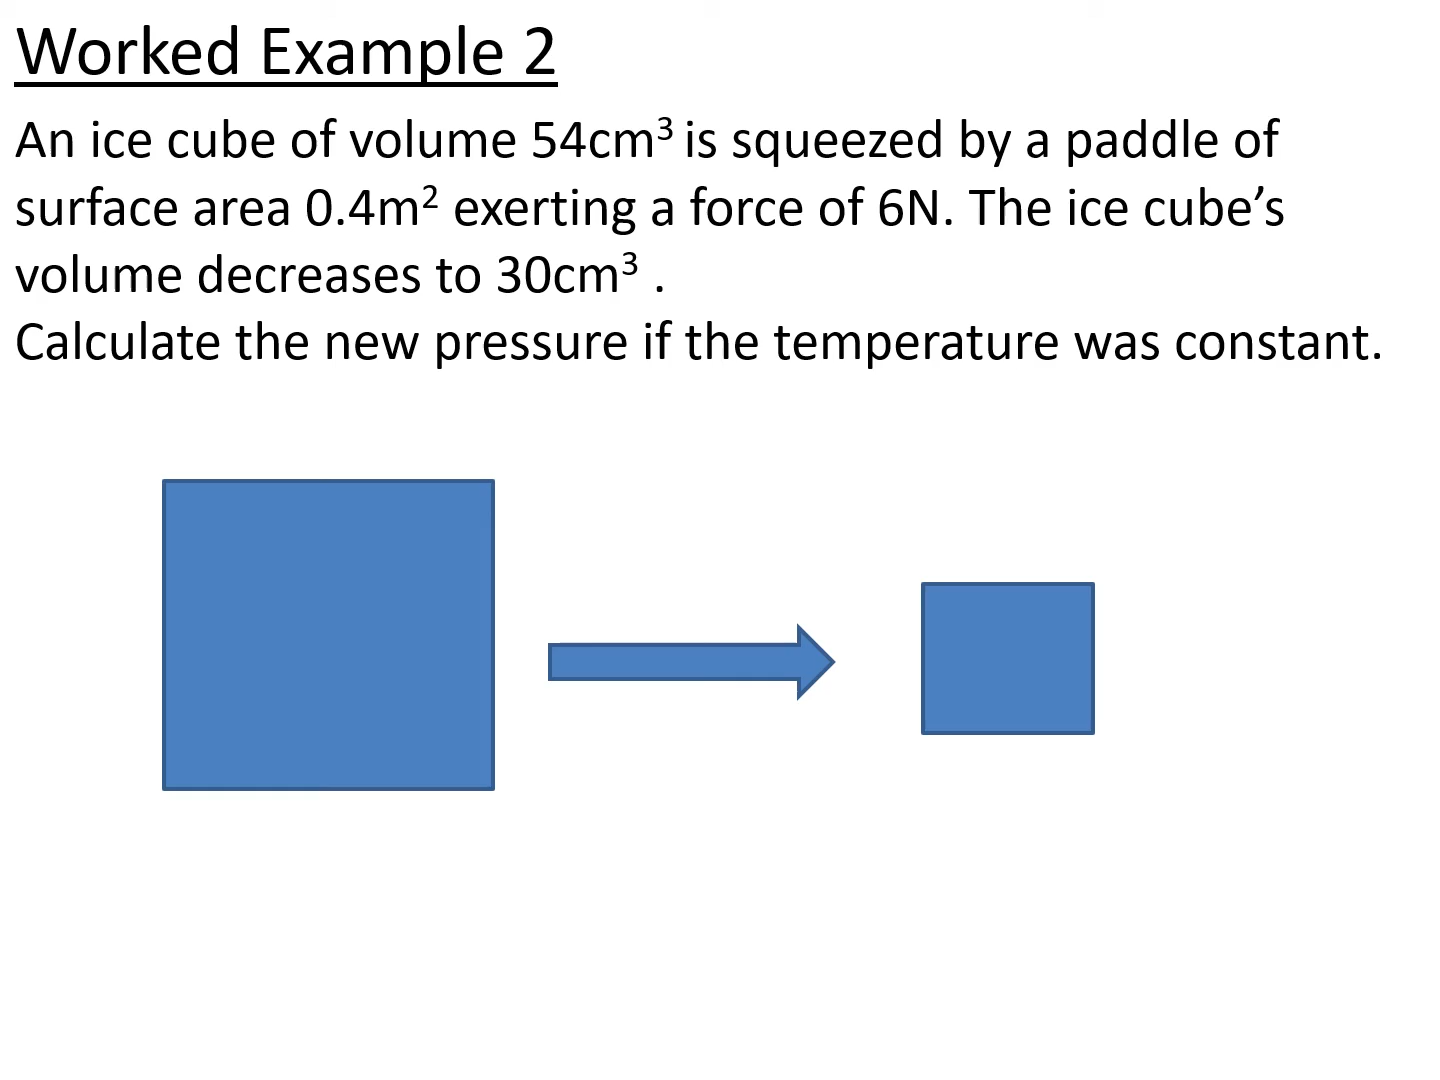 Worked Example 2
An ice cube of volume 54cm³ is squeezed by a paddle of
surface area 0.4m² exerting a force of 6N. The ice cube’s
volume decreases to 30cm³ .
Calculate the new pressure if the temperature was constant.